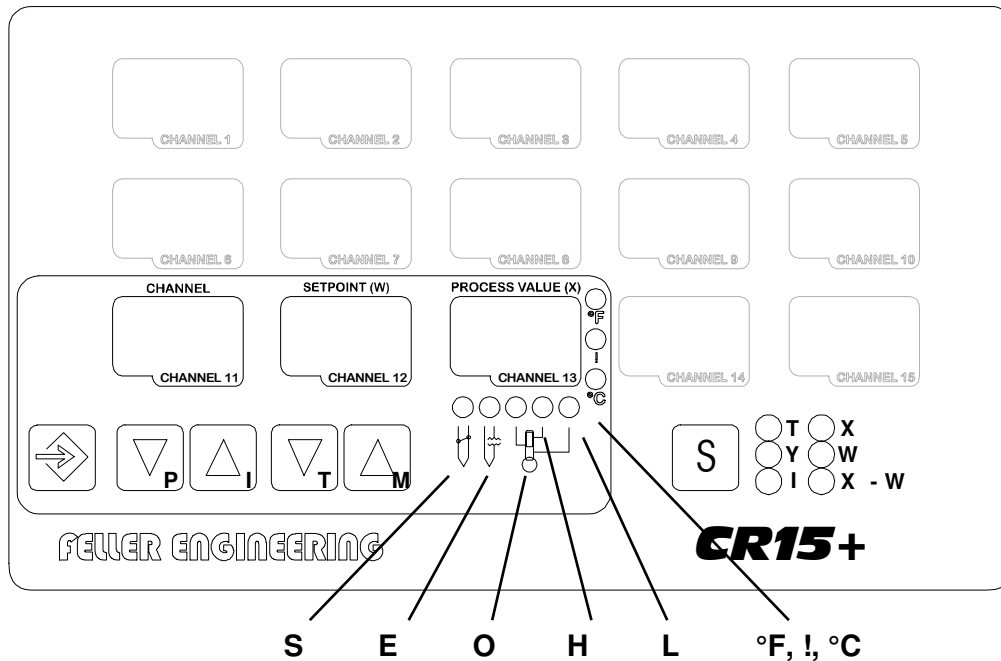 CHANNEL 1 CHANNEL 2 CHANNEL 3 CHANNEL 4 CHANNEL 5
CHANNEL 6 CHANNEL 7 CHANNEL 8 CHANNEL 9 CHANNEL 10
CHANNEL SETPOINT (W) PROCESS VALUE (X)
°F
!
CHANNEL 11 CHANNEL 12 CHANNEL 13 CHANNEL 14 CHANNEL 15
°C
T X
S Y W
P I T M I X - W
FELLER ENGINEERING CR15+
S E O H L °F, !, °C